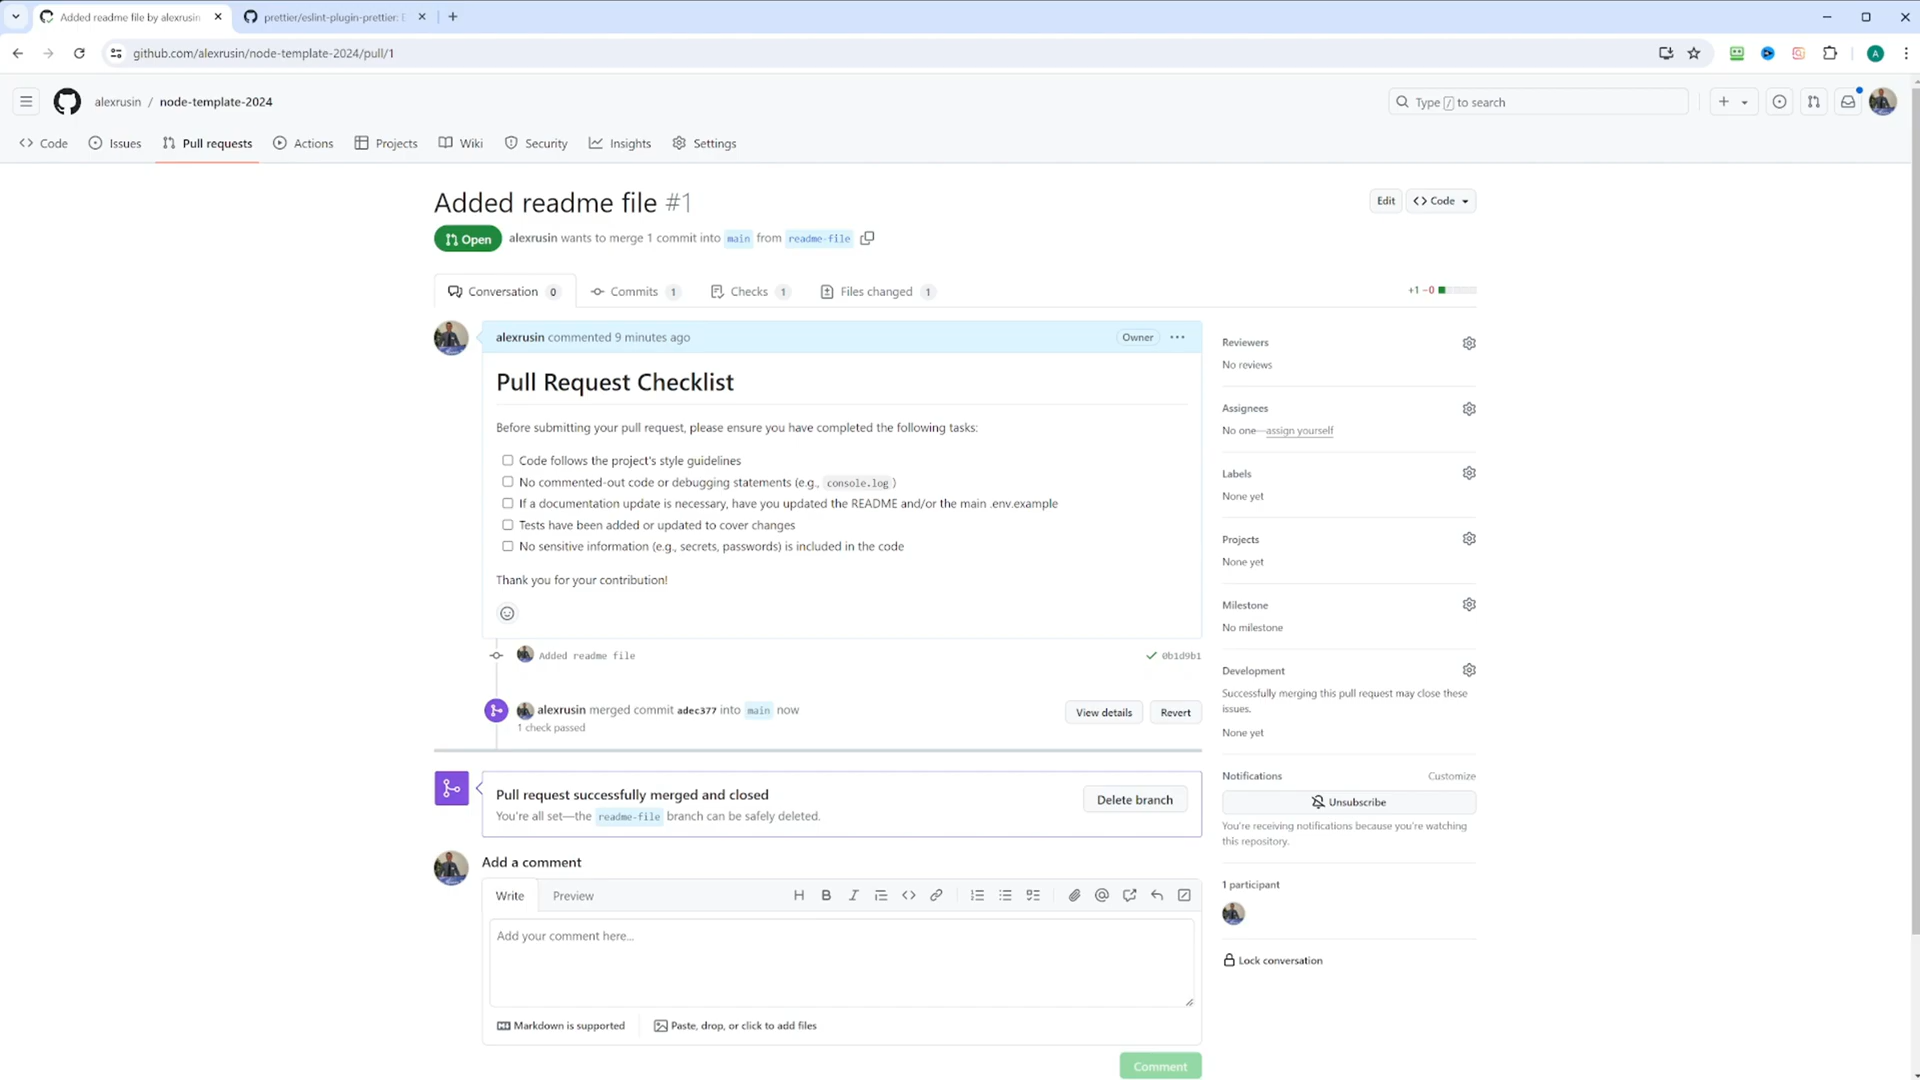 Added readme file by alexrusin
prettier/eslint-plugin-prettier: E
github.com/alexrusin/node-template-2024/pull/1
A
alexrusin / node-template-2024
Type / to search
Code
Issues
Pull requests
Actions
Projects
Wiki
Security
Insights
Settings
Added readme file #1
Edit
<> Code
Open
alexrusin wants to merge 1 commit into main from readme-file
Conversation 0
Commits 1
Checks 1
Files changed 1
+1 −0
alexrusin commented 9 minutes ago
Owner
Pull Request Checklist
Before submitting your pull request, please ensure you have completed the following tasks:
Code follows the project's style guidelines
No commented-out code or debugging statements (e.g., console.log)
If a documentation update is necessary, have you updated the README and/or the main .env.example
Tests have been added or updated to cover changes
No sensitive information (e.g., secrets, passwords) is included in the code
Thank you for your contribution!
Added readme file
0b1d9b1
alexrusin merged commit adec377 into main now
1 check passed
View details
Revert
Pull request successfully merged and closed
You're all set—the readme-file branch can be safely deleted.
Delete branch
Add a comment
Write
Preview
Add your comment here...
Markdown is supported
Paste, drop, or click to add files
Comment
Reviewers
No reviews
Assignees
No one—assign yourself
Labels
None yet
Projects
None yet
Milestone
No milestone
Development
Successfully merging this pull request may close these
issues.
None yet
Notifications
Customize
Unsubscribe
You're receiving notifications because you're watching
this repository.
1 participant
Lock conversation